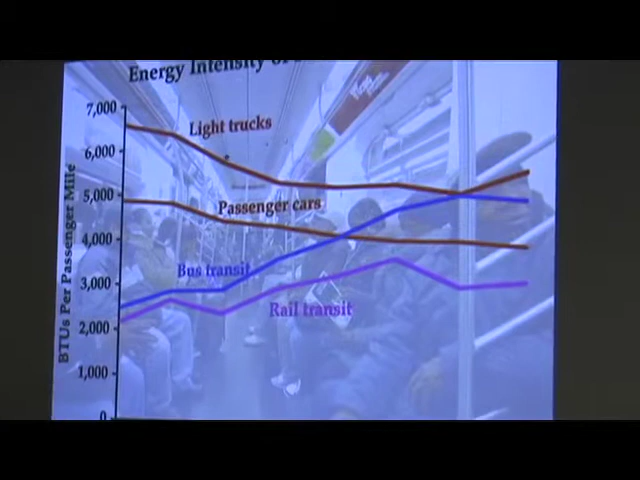 Energy Intensity of
7,000
Light trucks
6,000
5,000
Passenger cars
4,000
Bus transit
3,000
Rail transit
2,000
1,000
0
BTUs Per Passenger Mile